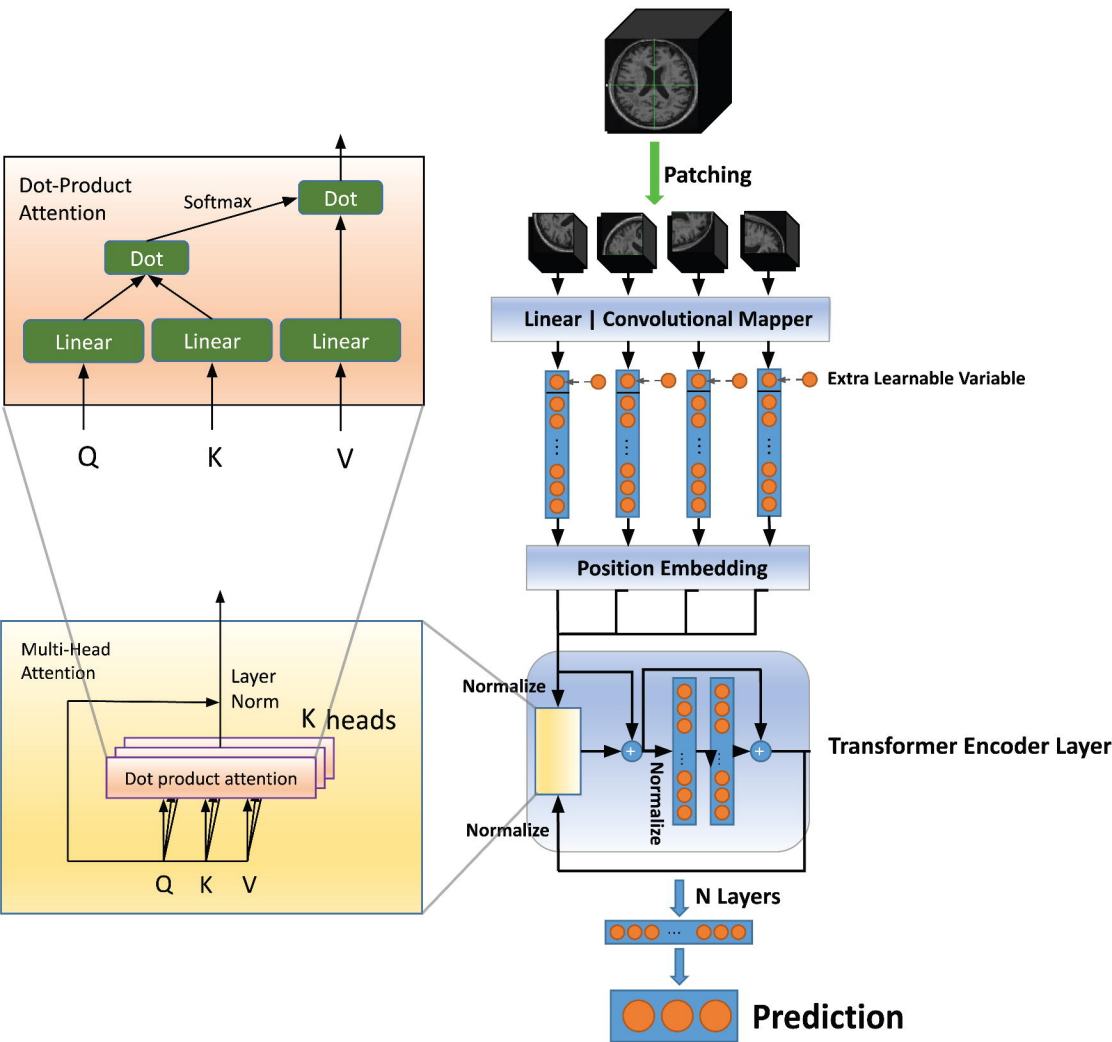 Patching
Dot-Product
Attention
Softmax
Dot
Dot
Linear
Linear
Linear
Q
K
V
Linear | Convolutional Mapper
Extra Learnable Variable
...
...
...
...
Position Embedding
Multi-Head
Attention
Layer
Norm
K heads
Dot product attention
Q
K
V
Normalize
+
Normalize
...
...
+
Normalize
Transformer Encoder Layer
N Layers
...
Prediction